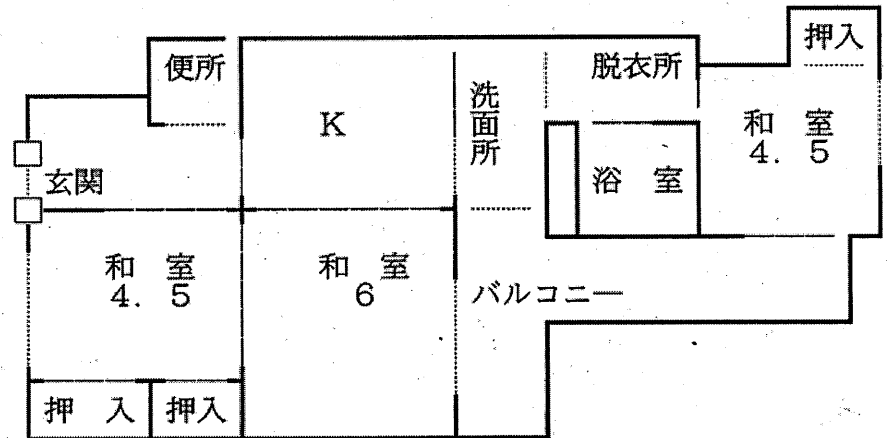 押入
便所
脱衣所
洗面所
K
和 室
4. 5
浴 室
玄関
和 室
4. 5
和 室
6
バルコニー
押 入
押入